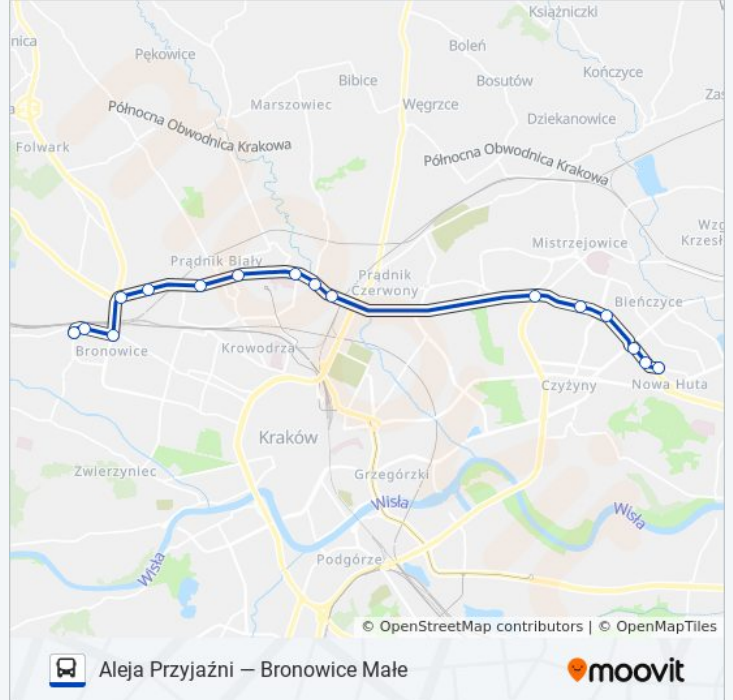 Książniczki
nica
Boleń
Pękowice
Kończyce
Bibice
Bosutów
Zas
a
Marszowiec
Węgrzce
Północna Obwodnica Krakowa
Dziekanowice
Folwark
Północna Obwodnica Krakowa
Wzg
Krzesł
Mistrzejowice
Prądnik Biały
Prądnik
Czerwony
Bieńczyce
Bronowice
Krowodrza
Czyżyny
Nowa Huta
Kraków
Zwierzyniec
Grzegórzki
Wisła
Wisła
Podgórze
Wisła
© OpenStreetMap contributors | © OpenMapTiles
Aleja Przyjaźni — Bronowice Małe
moovit